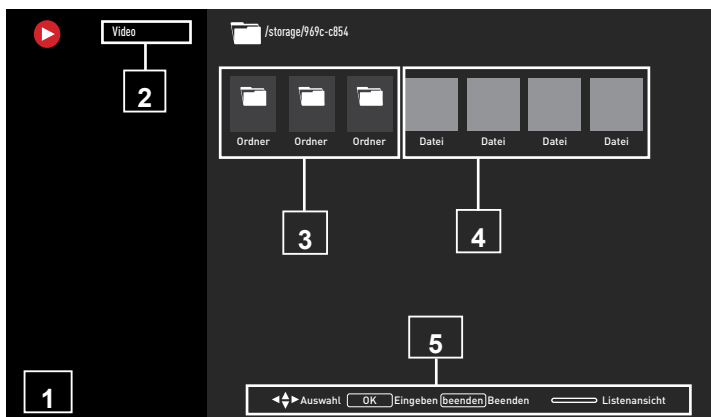 Video
/storage/969c-c854
2
Ordner Ordner Ordner Datei Datei Datei Datei
3 4
5
1
Auswahl OK Eingeben beenden Beenden Listenansicht